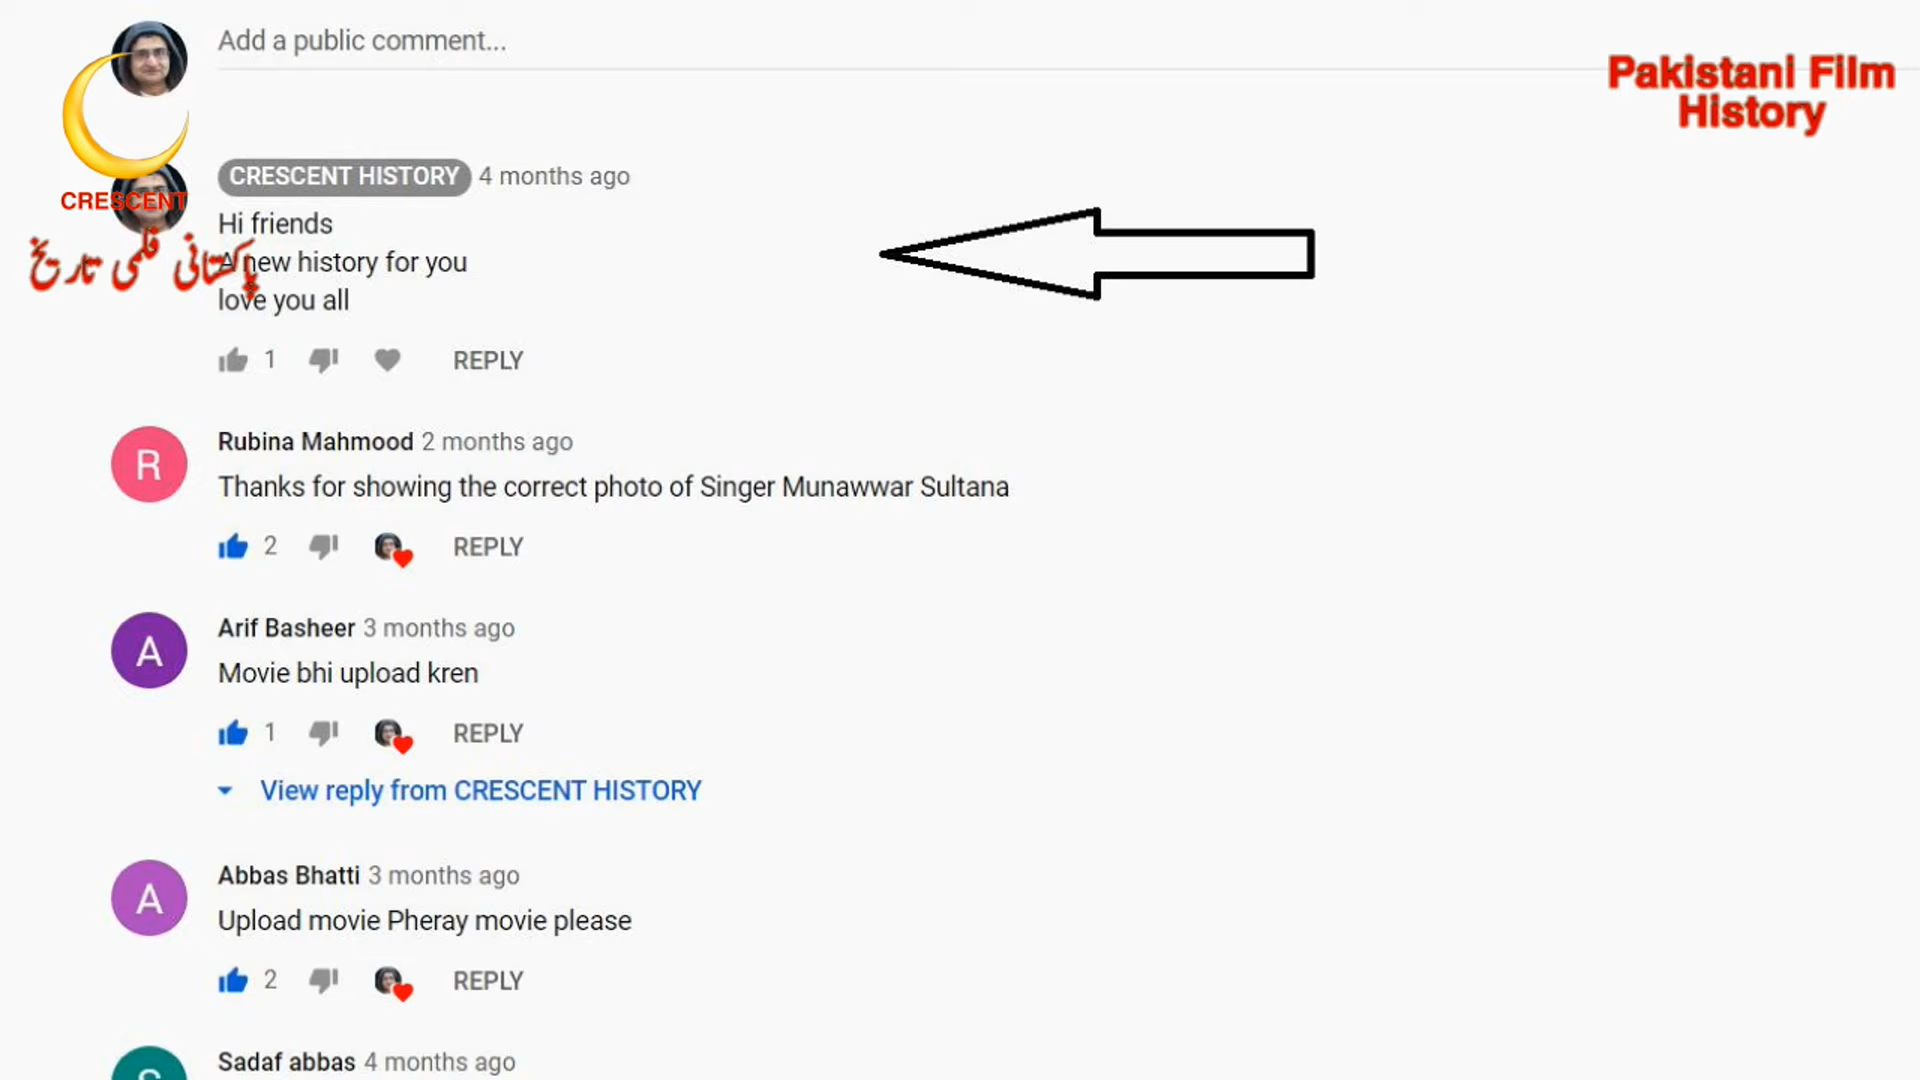 Add a public comment...
Pakistani Film
History
CRESCENT HISTORY 4 months ago
CRESCENT
Hi friends
A new history for you
love you all
پاکستانی فلمی تاریخ
1 REPLY
R
Rubina Mahmood 2 months ago
Thanks for showing the correct photo of Singer Munawwar Sultana
2 REPLY
A
Arif Basheer 3 months ago
Movie bhi upload kren
1 REPLY
View reply from CRESCENT HISTORY
A
Abbas Bhatti 3 months ago
Upload movie Pheray movie please
2 REPLY
Sadaf abbas 4 months ago
S